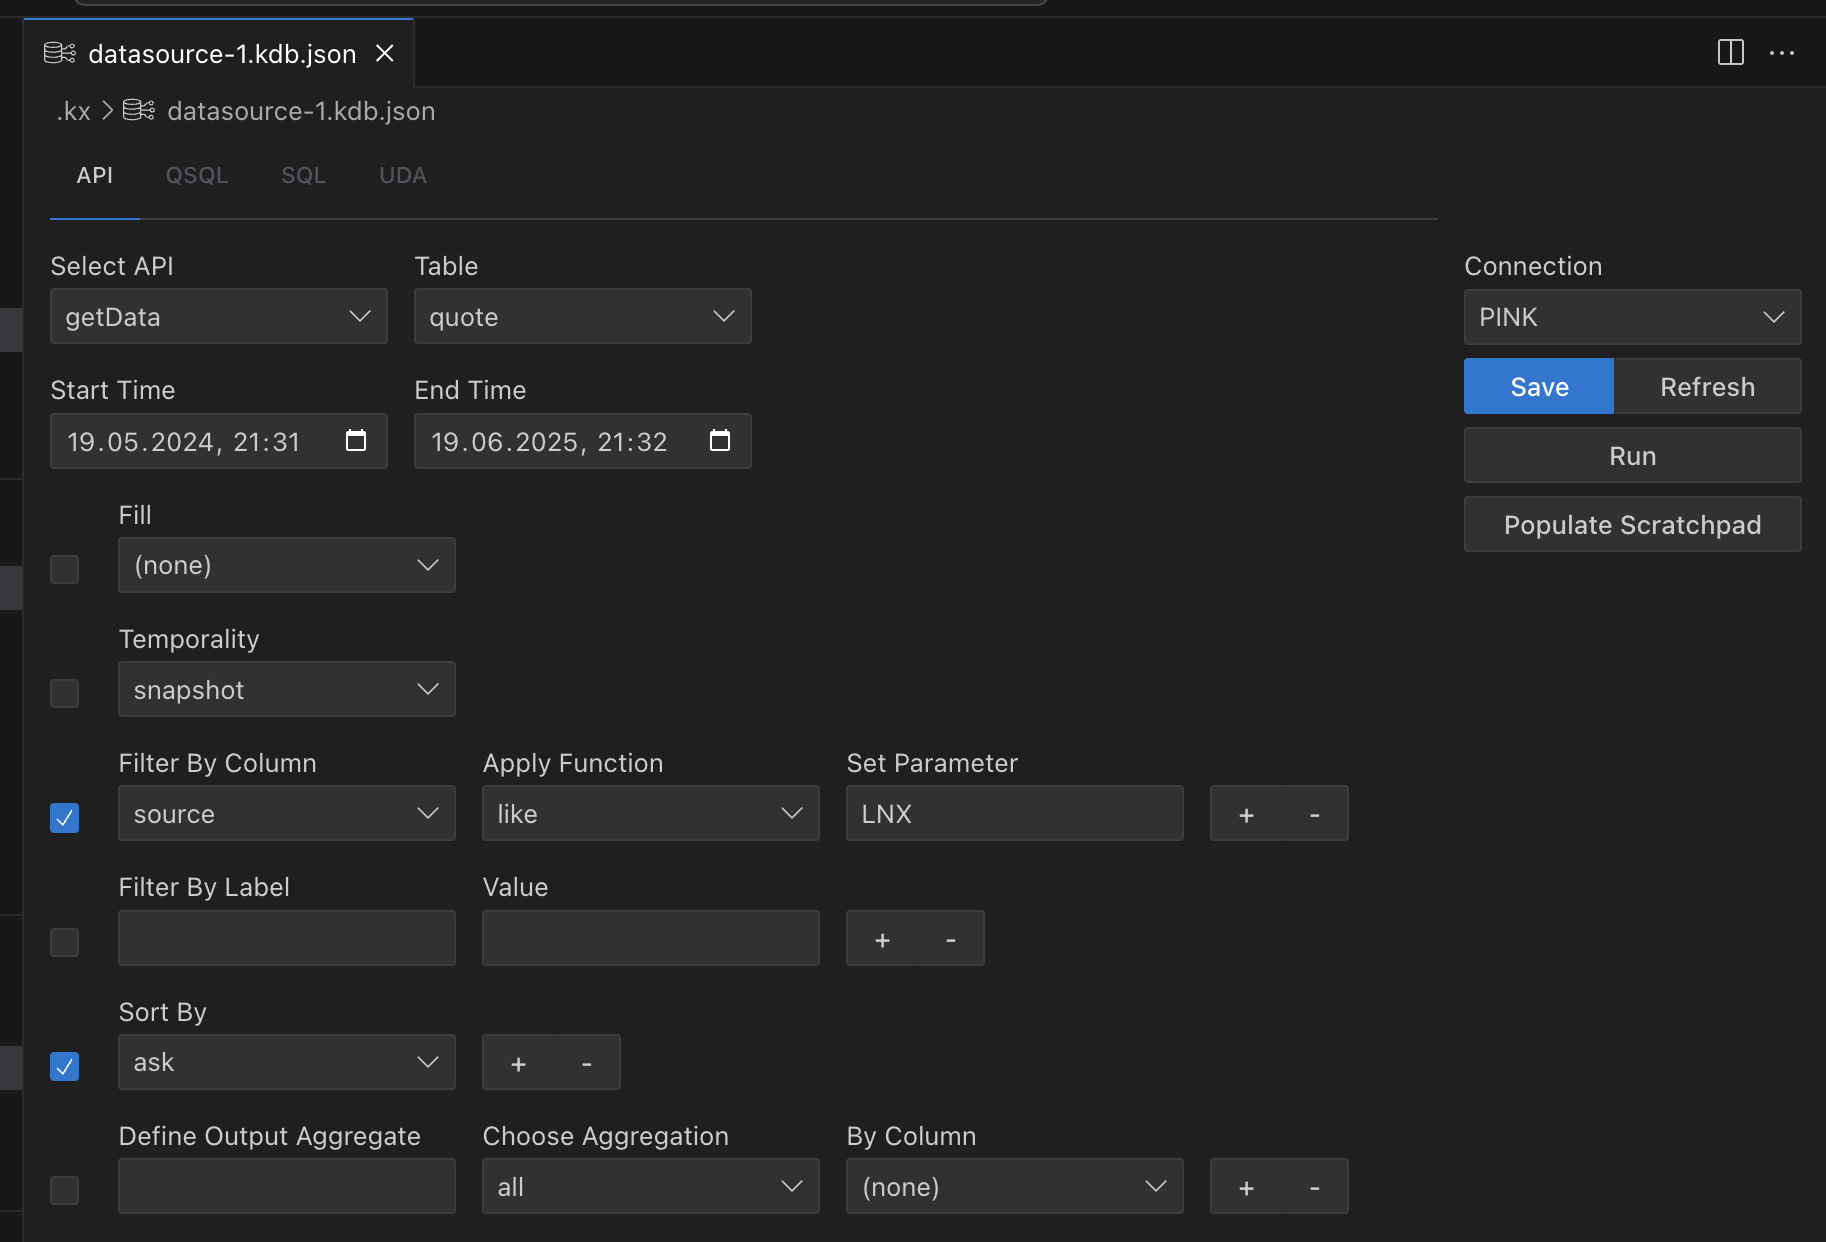 datasource-1.kdb.json
.kx > datasource-1.kdb.json
API QSQL SQL UDA
Select API Table Connection
getData quote PINK
Save Refresh
Start Time End Time
19.05.2024, 21:31 19.06.2025, 21:32
Run
Populate Scratchpad
Fill
(none)
Temporality
snapshot
Filter By Column Apply Function Set Parameter
source like LNX + -
Filter By Label Value
+ -
Sort By
ask + -
Define Output Aggregate Choose Aggregation By Column
all (none) + -